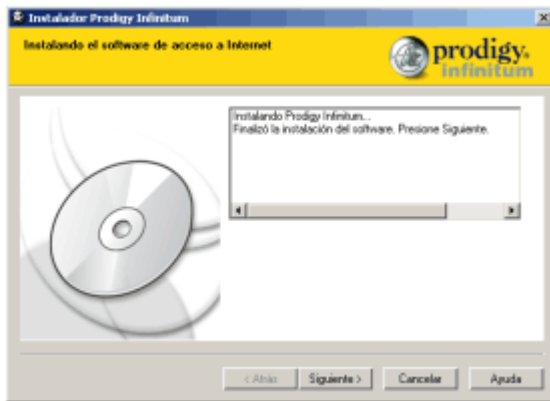 Instalador Prodigy Infinitum
Instalando el software de acceso a Internet
prodigy.
infinitum
Instalando Prodigy Infinitum...
Finalizó la instalación del software. Presione Siguiente.
< Atrás
Siguiente >
Cancelar
Ayuda